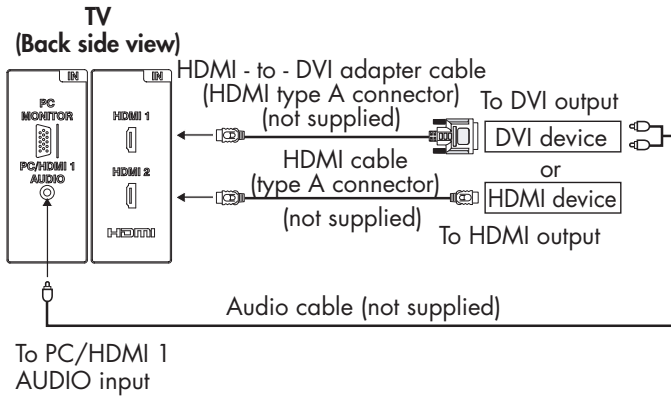 TV
(Back side view)
IN
PC
MONITOR
PC/HDMI 1
AUDIO
IN
HDMI 1
HDMI 2
HDMI
HDMI - to - DVI adapter cable
(HDMI type A connector)
(not supplied)
To DVI output
DVI device
or
HDMI cable
(type A connector)
(not supplied)
HDMI device
To HDMI output
Audio cable (not supplied)
To PC/HDMI 1
AUDIO input